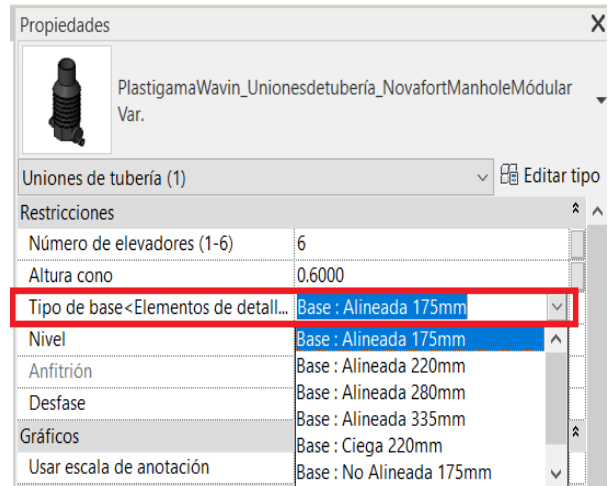 Propiedades X
PlastigamaWavin_Unionesdetubería_NovafortManholeMódular
Var.
Uniones de tubería (1) Editar tipo
Restricciones
Número de elevadores (1-6) 6
Altura cono 0.6000
Tipo de base<Elementos de detall... Base : Alineada 175mm
Nivel Base : Alineada 175mm
Anfitrión Base : Alineada 220mm
Desfase Base : Alineada 280mm
Base : Alineada 335mm
Gráficos Base : Ciega 220mm
Usar escala de anotación Base : No Alineada 175mm